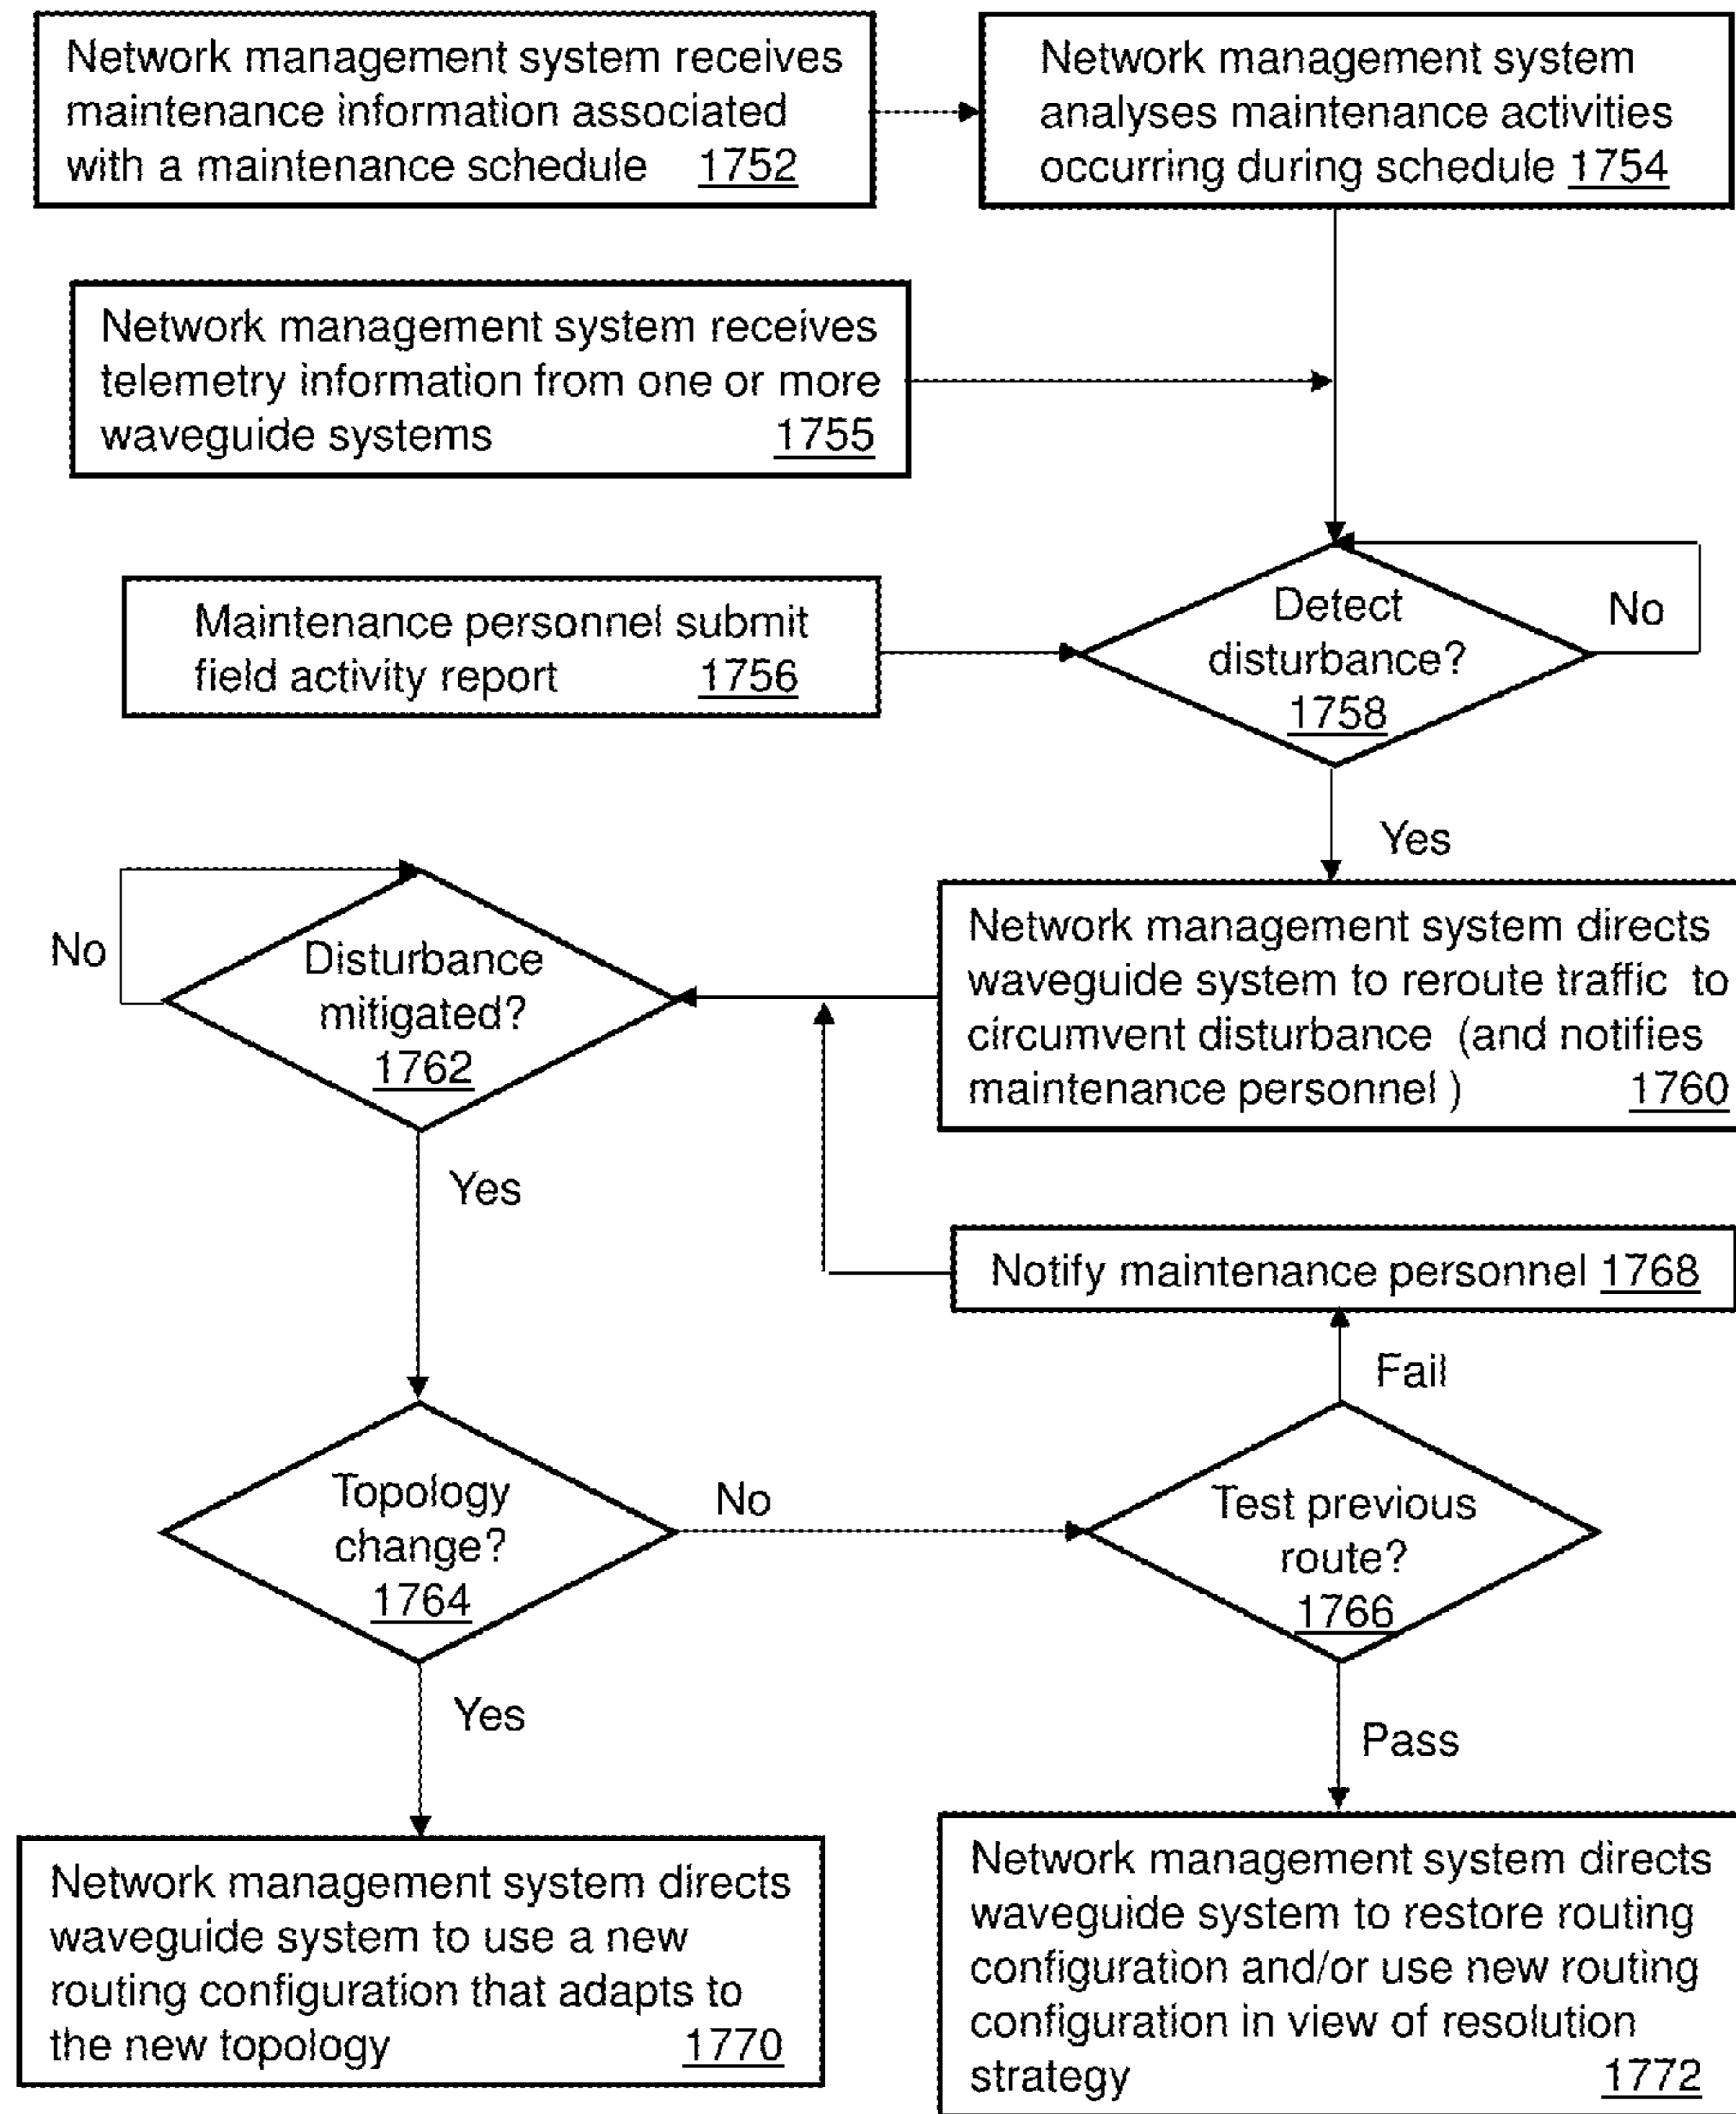 Network management system receives
maintenance information associated
with a maintenance schedule 1752
Network management system
analyses maintenance activities
occurring during schedule 1754
Network management system receives
telemetry information from one or more
waveguide systems 1755
Maintenance personnel submit
field activity report 1756
Detect
disturbance?
1758
No
Yes
Network management system directs
waveguide system to reroute traffic to
circumvent disturbance (and notifies
maintenance personnel ) 1760
Disturbance
mitigated?
1762
No
Yes
Notify maintenance personnel 1768
Fail
Topology
change?
1764
No
Test previous
route?
1766
Yes
Pass
Network management system directs
waveguide system to use a new
routing configuration that adapts to
the new topology 1770
Network management system directs
waveguide system to restore routing
configuration and/or use new routing
configuration in view of resolution
strategy 1772